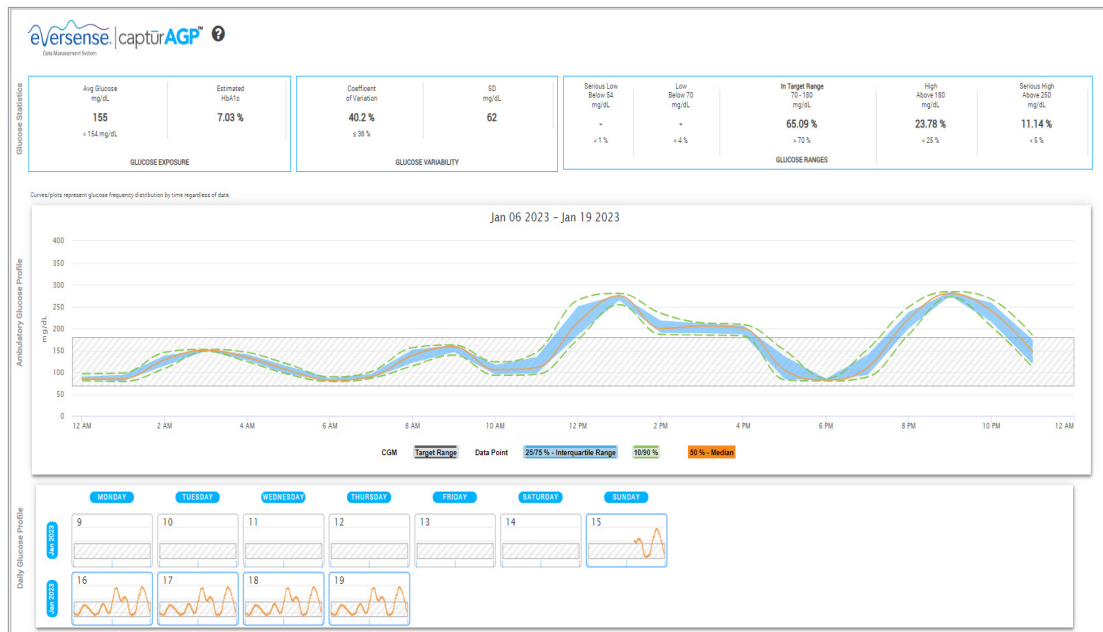 eversense. | captūrAGP™ ?
Data Management System
Glucose Statistics
Avg Glucose
mg/dL
155
< 154 mg/dL
Estimated
HbA1c
7.03 %
GLUCOSE EXPOSURE
Coefficent
of Variation
40.2 %
≤ 36 %
SD
mg/dL
62
GLUCOSE VARIABILITY
Serious Low
Below 54
mg/dL
-
< 1 %
Low
Below 70
mg/dL
-
< 4 %
In Target Range
70 - 180
mg/dL
65.09 %
> 70 %
High
Above 180
mg/dL
23.78 %
< 25 %
Serious High
Above 250
mg/dL
11.14 %
< 5 %
GLUCOSE RANGES
Curves/plots represent glucose frequency distribution by time regardless of date.
Ambulatory Glucose Profile
Jan 06 2023 - Jan 19 2023
mg/dL
400
350
300
250
200
150
100
50
0
12 AM 2 AM 4 AM 6 AM 8 AM 10 AM 12 PM 2 PM 4 PM 6 PM 8 PM 10 PM 12 AM
CGM Target Range Data Point 25/75 % - Interquartile Range 10/90 % 50 % - Median
Daily Glucose Profile
MONDAY TUESDAY WEDNESDAY THURSDAY FRIDAY SATURDAY SUNDAY
Jan 2023
9 10 11 12 13 14 15
Jan 2023
16 17 18 19